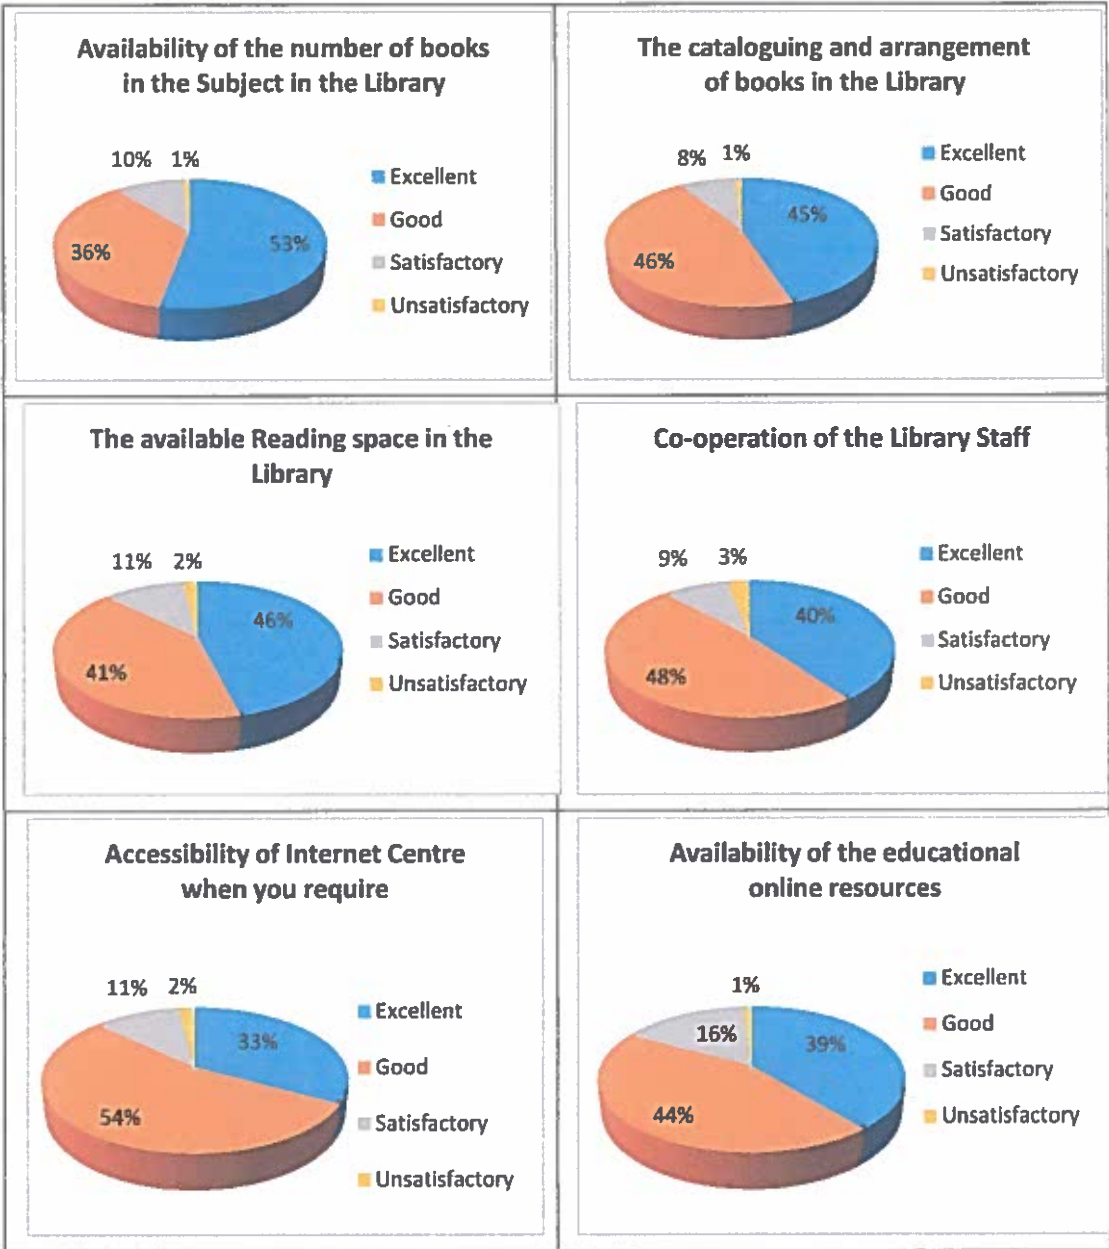 Availability of the number of books
in the Subject in the Library
10% 1%
53%
36%
Excellent
Good
Satisfactory
Unsatisfactory
The cataloguing and arrangement
of books in the Library
8% 1%
45%
46%
Excellent
Good
Satisfactory
Unsatisfactory
The available Reading space in the
Library
11% 2%
46%
41%
Excellent
Good
Satisfactory
Unsatisfactory
Co-operation of the Library Staff
9% 3%
40%
48%
Excellent
Good
Satisfactory
Unsatisfactory
Accessibility of Internet Centre
when you require
11% 2%
33%
54%
Excellent
Good
Satisfactory
Unsatisfactory
Availability of the educational
online resources
1%
16%
39%
44%
Excellent
Good
Satisfactory
Unsatisfactory